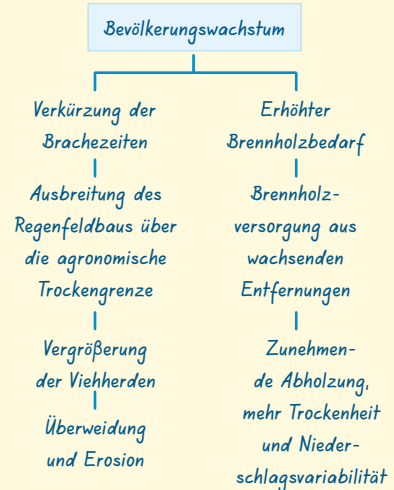 Bevölkerungswachstum
Verkürzung der
Brachezeiten
Ausbreitung des
Regenfeldbaus über
die agronomische
Trockengrenze
Vergrößerung
der Viehherden
Überweidung
und Erosion
Erhöhter
Brennholzbedarf
Brennholz-
versorgung aus
wachsenden
Entfernungen
Zunehmen-
de Abholzung,
mehr Trockenheit
und Nieder-
schlagsvariabilität